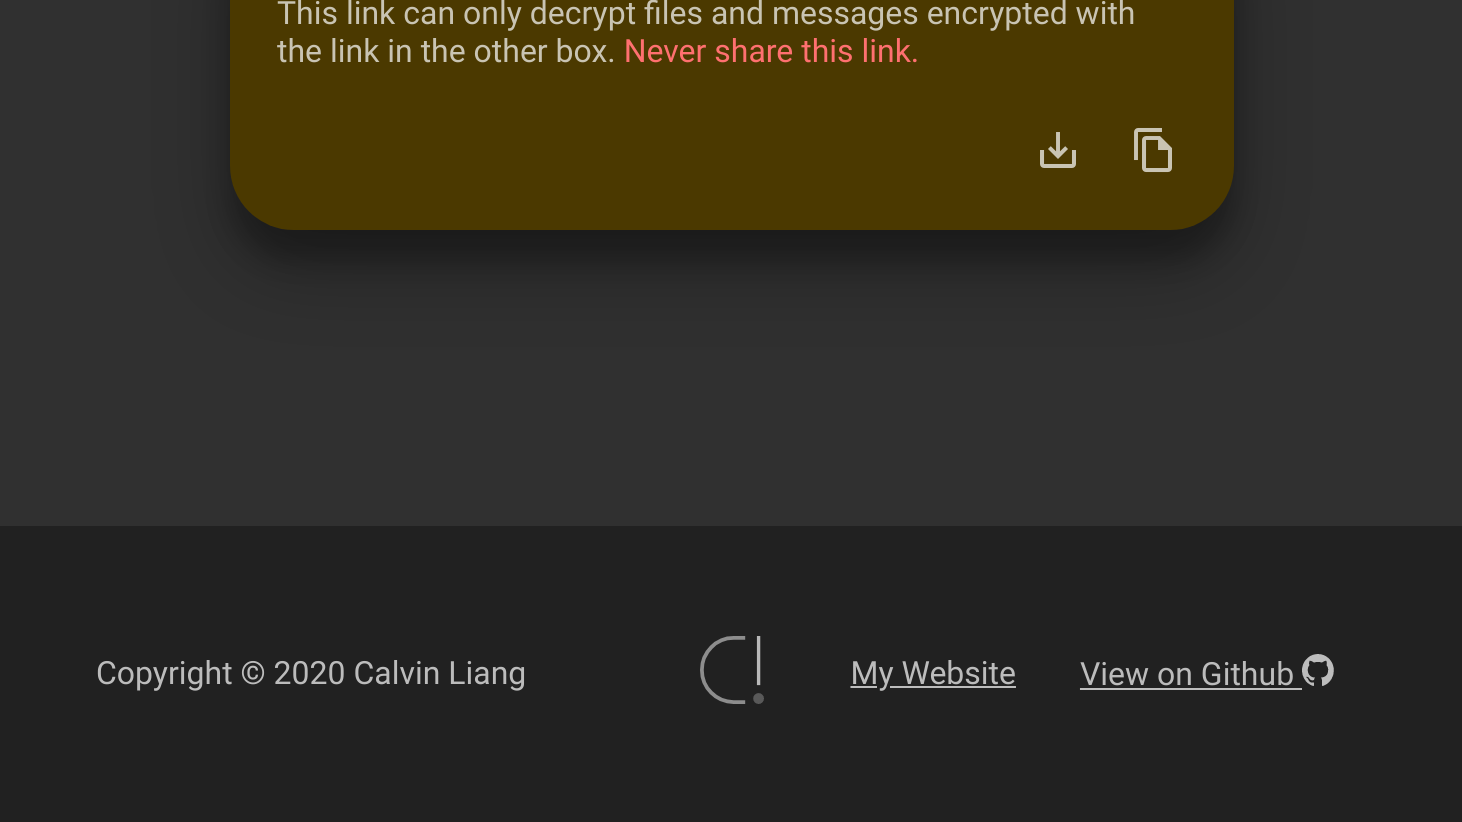 This link can only decrypt files and messages encrypted with
the link in the other box. Never share this link.
Copyright © 2020 Calvin Liang
My Website
View on Github